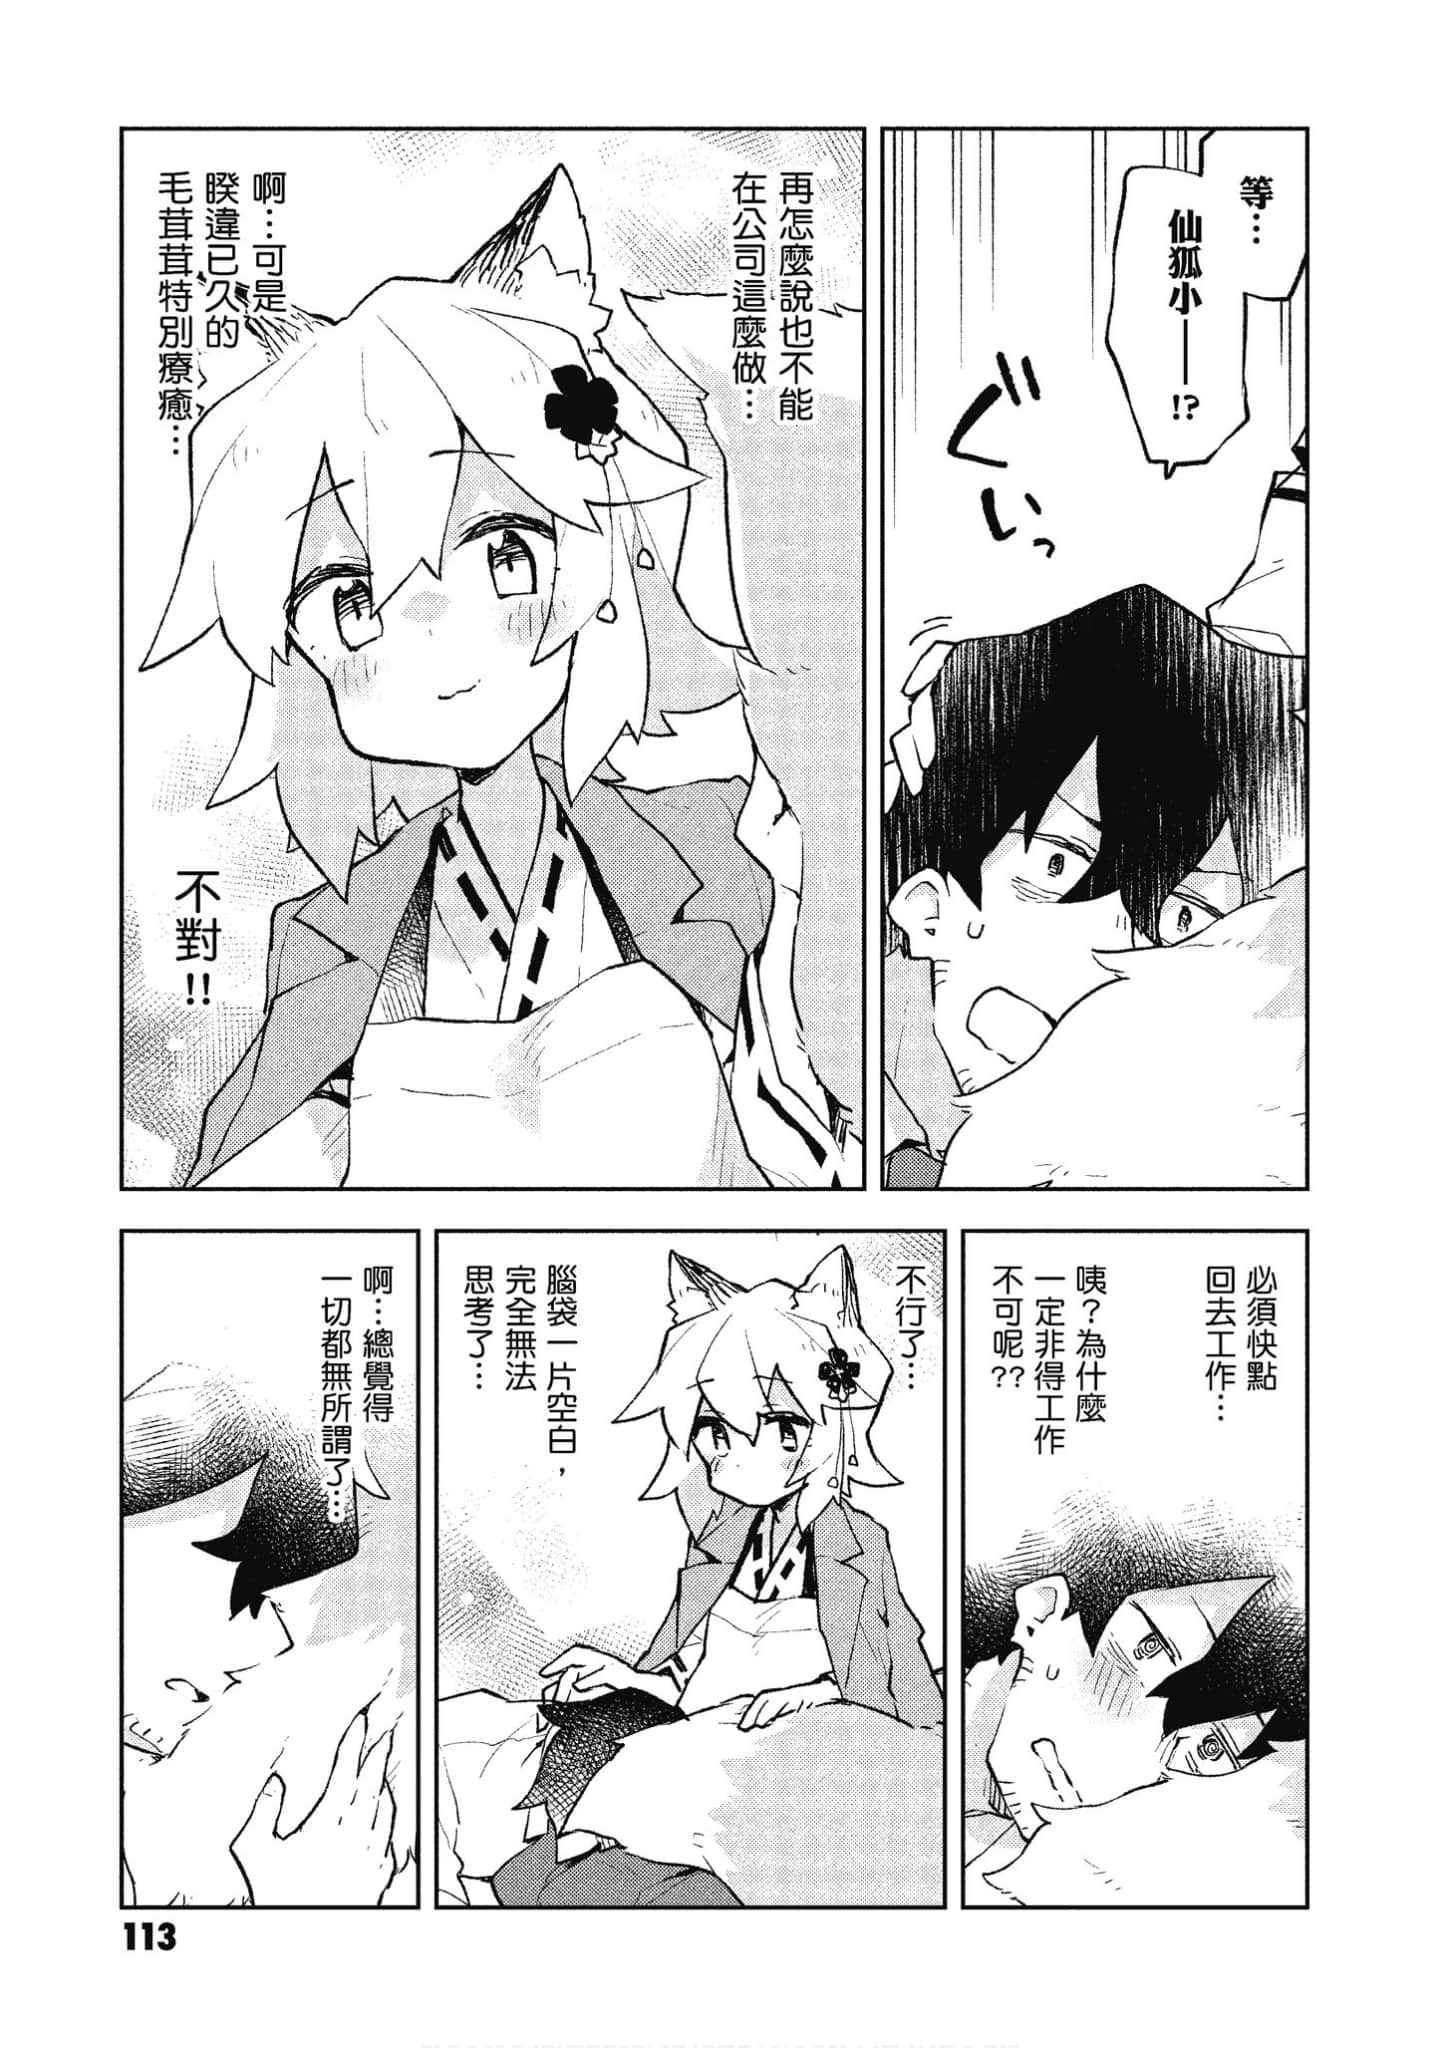 等…
仙狐小——!?
ぐいっ
再怎麼說也不能
在公司這麼做…
啊…可是
睽違已久的
毛茸茸特別療癒…
不對!!
必須快點
回去工作…
咦？為什麼
一定非得工作
不可呢??
不行了…
腦袋一片空白，
完全無法
思考了…
啊…總覺得
一切都無所謂了…
113